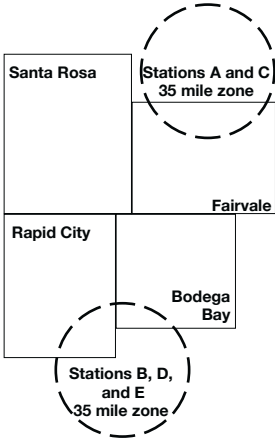 Santa Rosa
Stations A and C
35 mile zone
Fairvale
Rapid City
Bodega
Bay
Stations B, D,
and E
35 mile zone